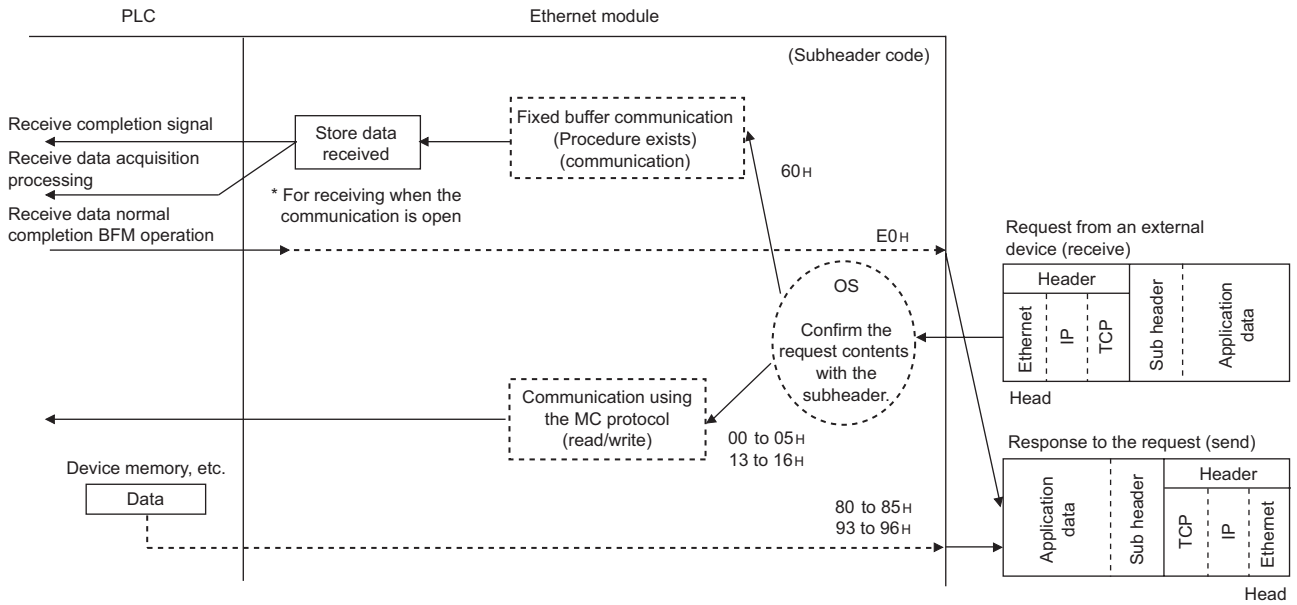 PLC
Ethernet module
(Subheader code)
Receive completion signal
Receive data acquisition
processing
Receive data normal
completion BFM operation
Store data
received
* For receiving when the
communication is open
Fixed buffer communication
(Procedure exists)
(communication)
60H
E0H
OS
Confirm the
request contents
with the
subheader.
Request from an external
device (receive)
Header
Ethernet
IP
TCP
Sub header
Application
data
Head
Communication using
the MC protocol
(read/write)
00 to 05H
13 to 16H
Device memory, etc.
Data
80 to 85H
93 to 96H
Response to the request (send)
Application
data
Sub header
Header
TCP
IP
Ethernet
Head